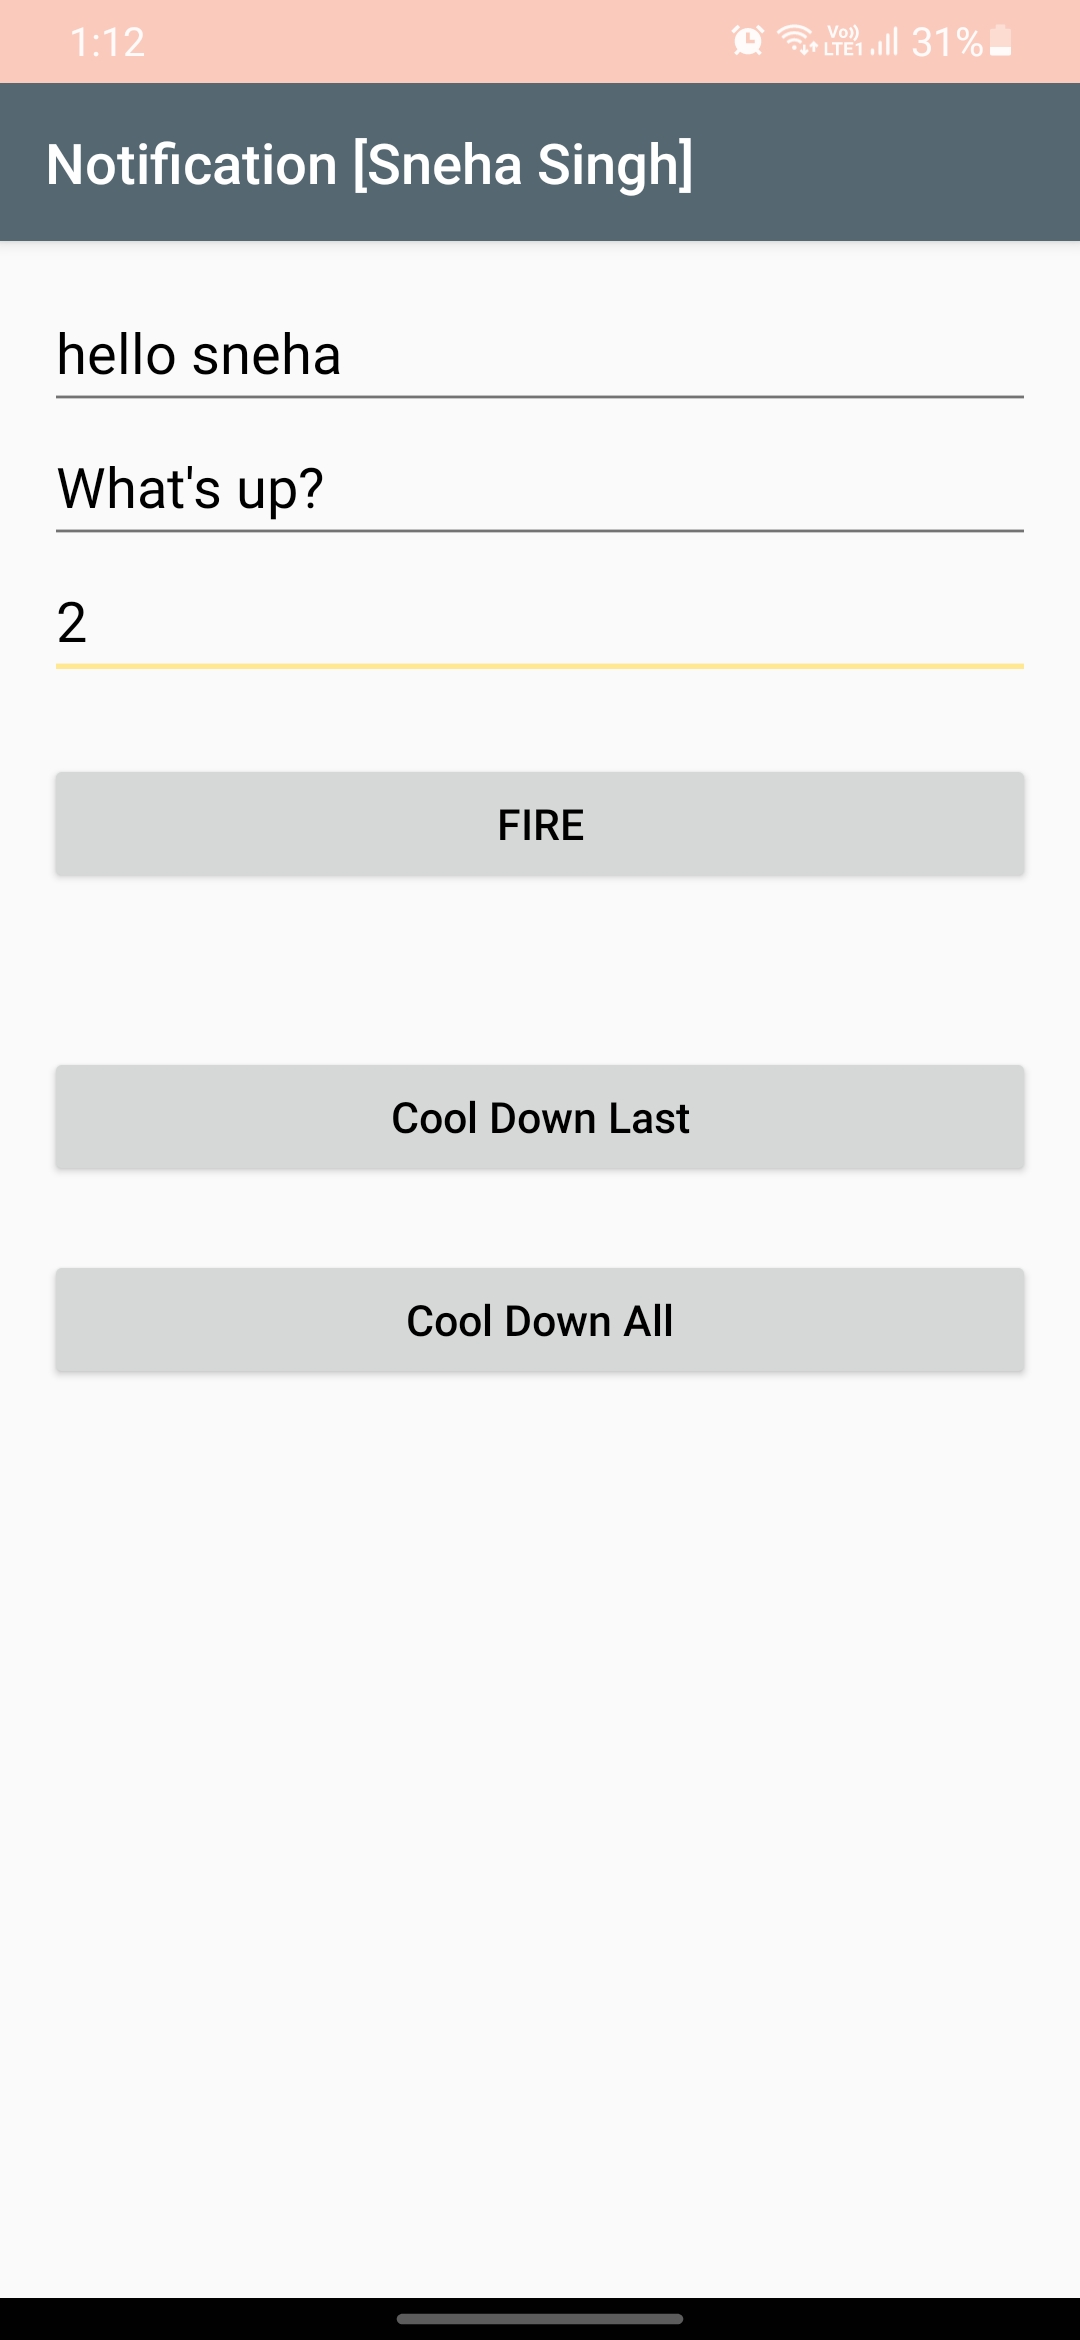 1:12 Vo)) LTE1 31%
Notification [Sneha Singh]
hello sneha
What's up?
2
FIRE
Cool Down Last
Cool Down All